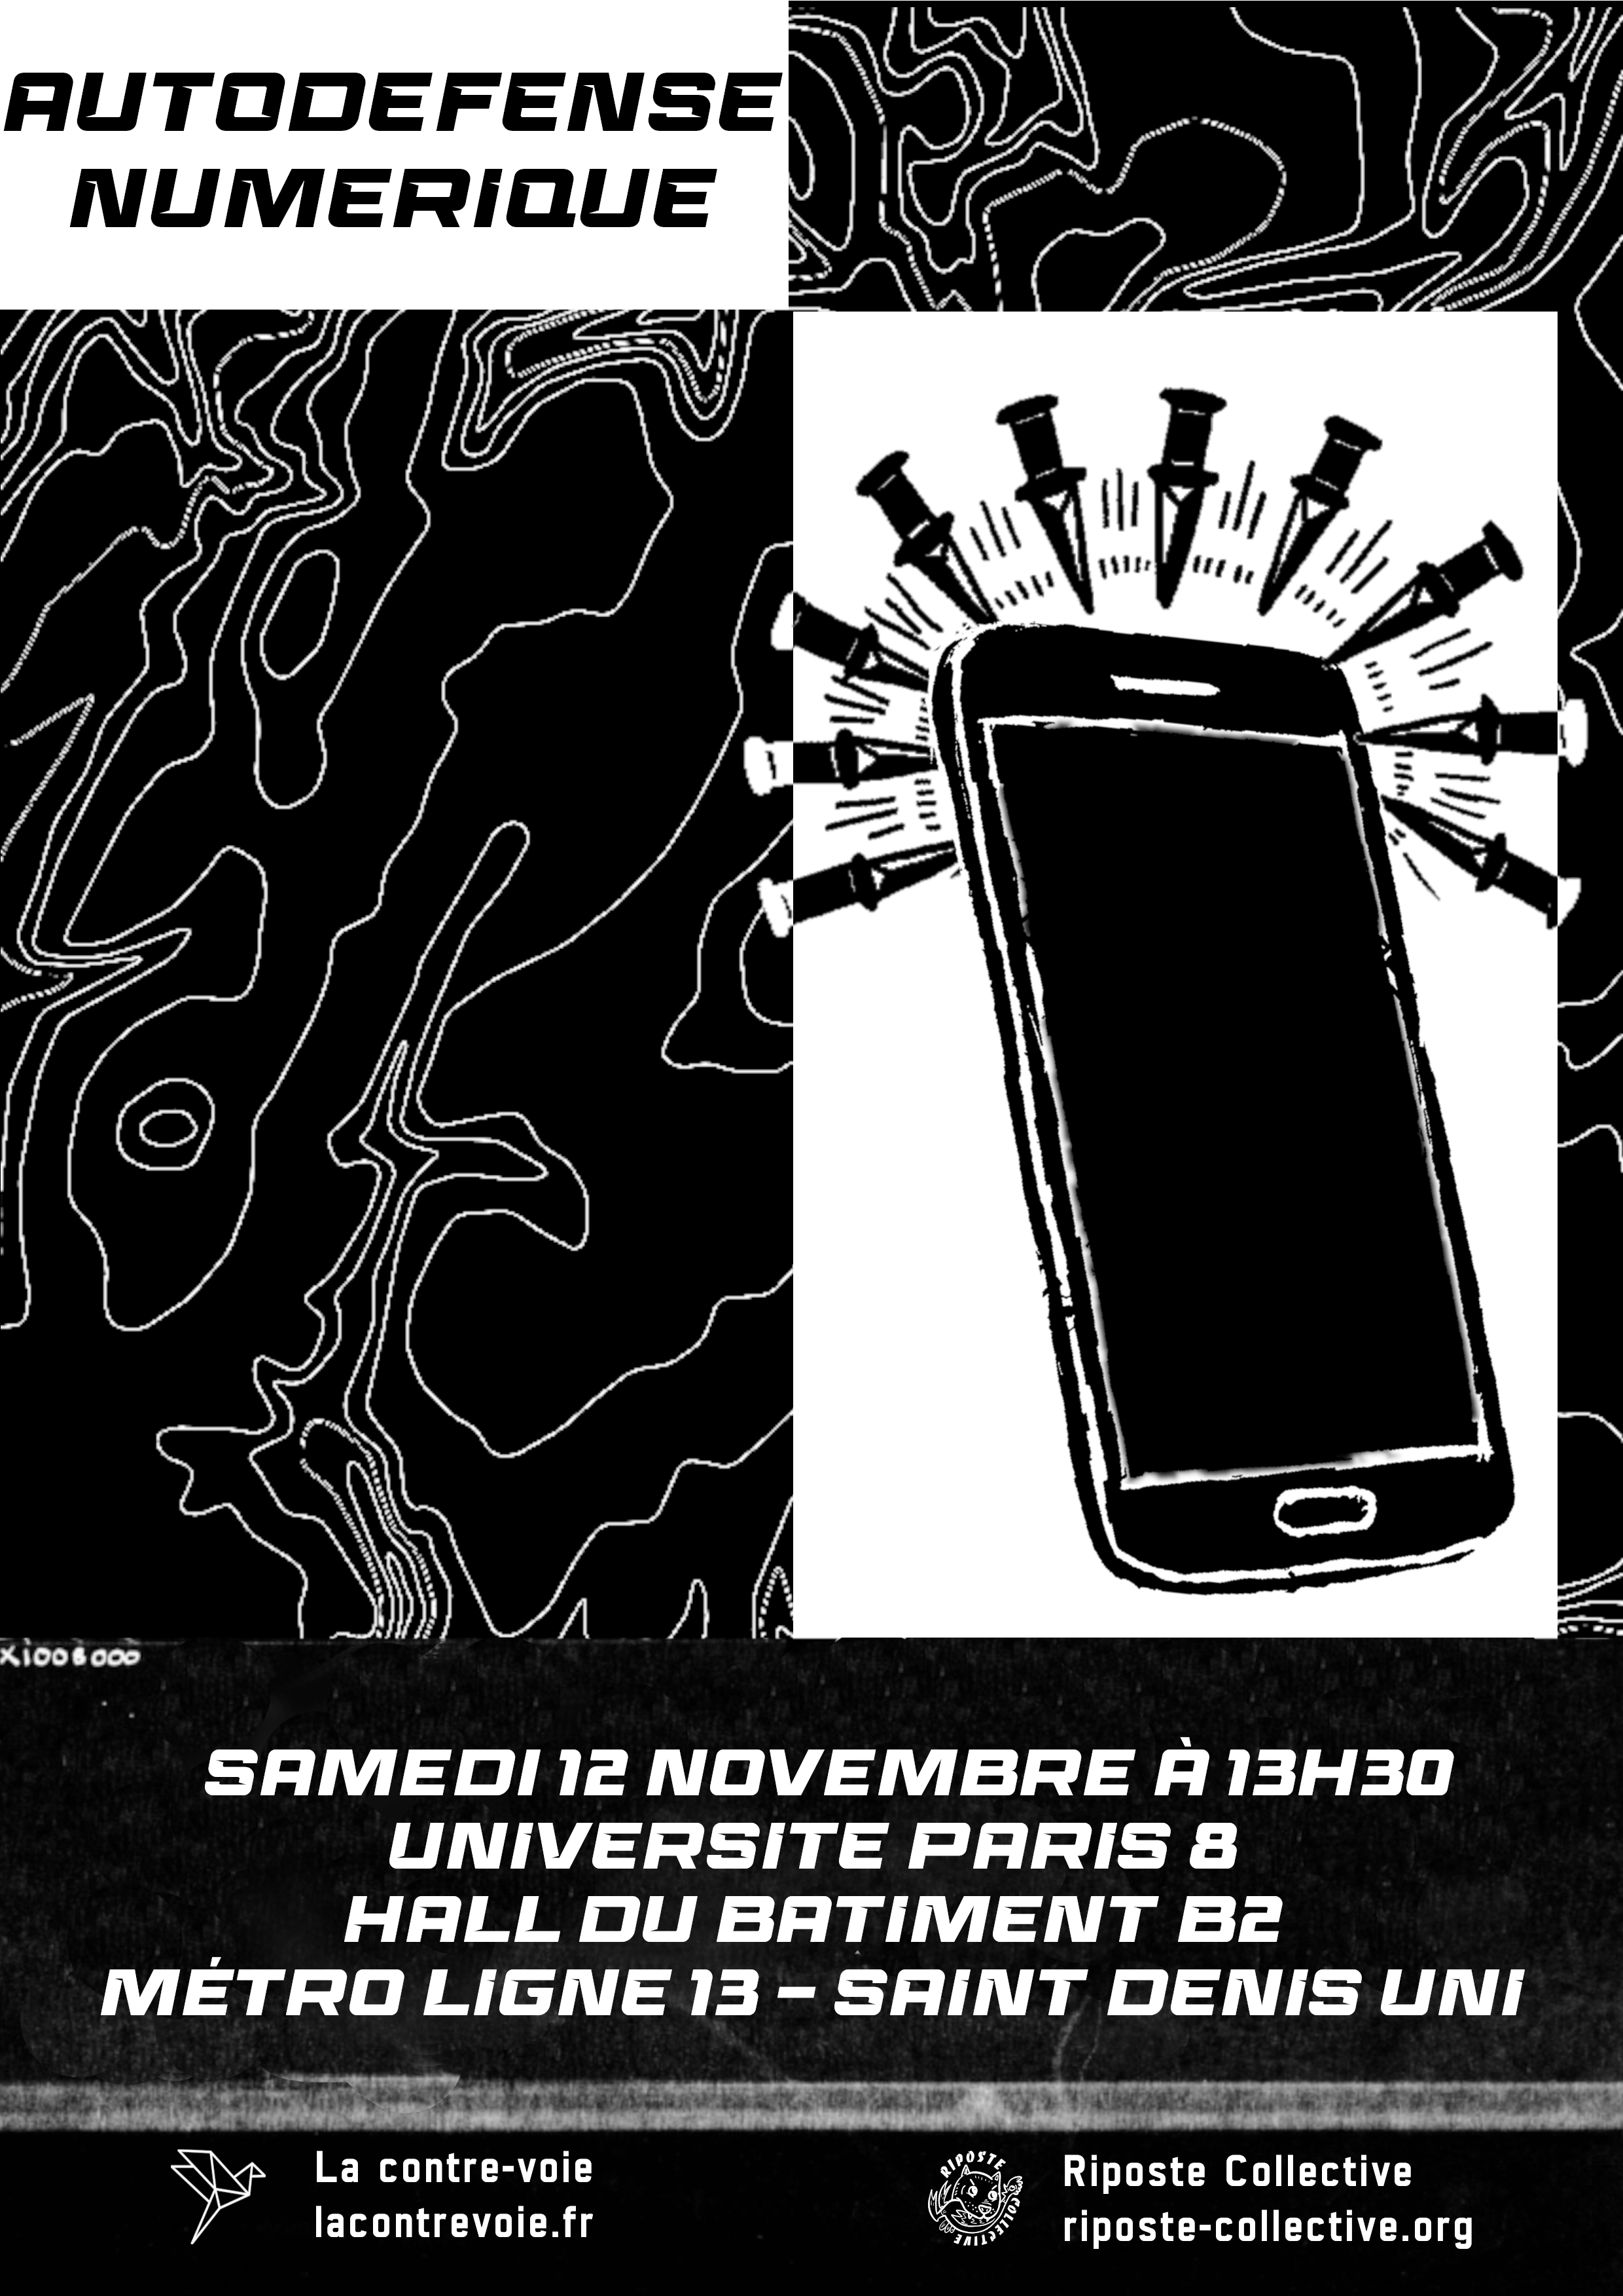 AUTODEFENSE
NUMERIQUE
X1006000
SAMEDI 12 NOVEMBRE À 13H30
UNIVERSITE PARIS 8
HALL DU BATIMENT B2
MÉTRO LIGNE 13 - SAINT DENIS UNI
La contre-voie
lacontrevoie.fr
RIPOSTE COLLECTIVE
Riposte Collective
riposte-collective.org